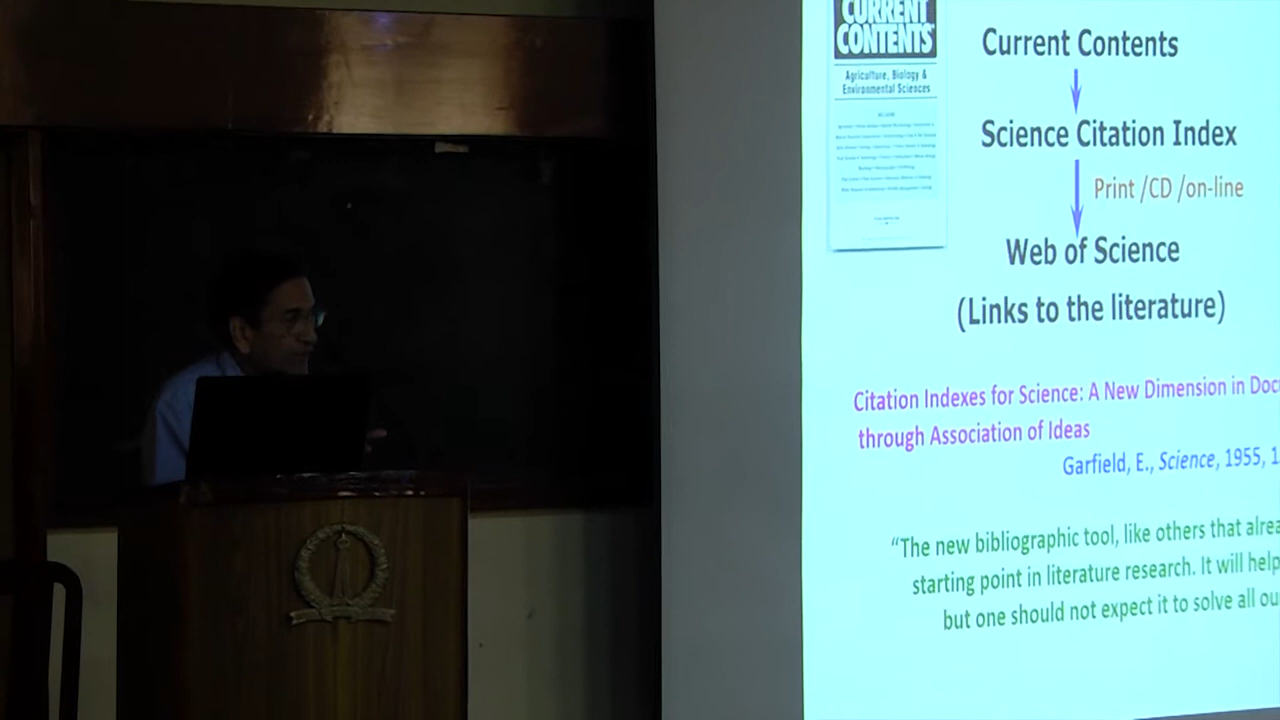 CURRENT
CONTENTS
Agriculture, Biology &
Environmental Sciences
Current Contents
Science Citation Index
Print /CD /on-line
Web of Science
(Links to the literature)
Citation Indexes for Science: A New Dimension in Doc
through Association of Ideas
Garfield, E., Science, 1955, 1
“The new bibliographic tool, like others that alrea
starting point in literature research. It will help
but one should not expect it to solve all ou